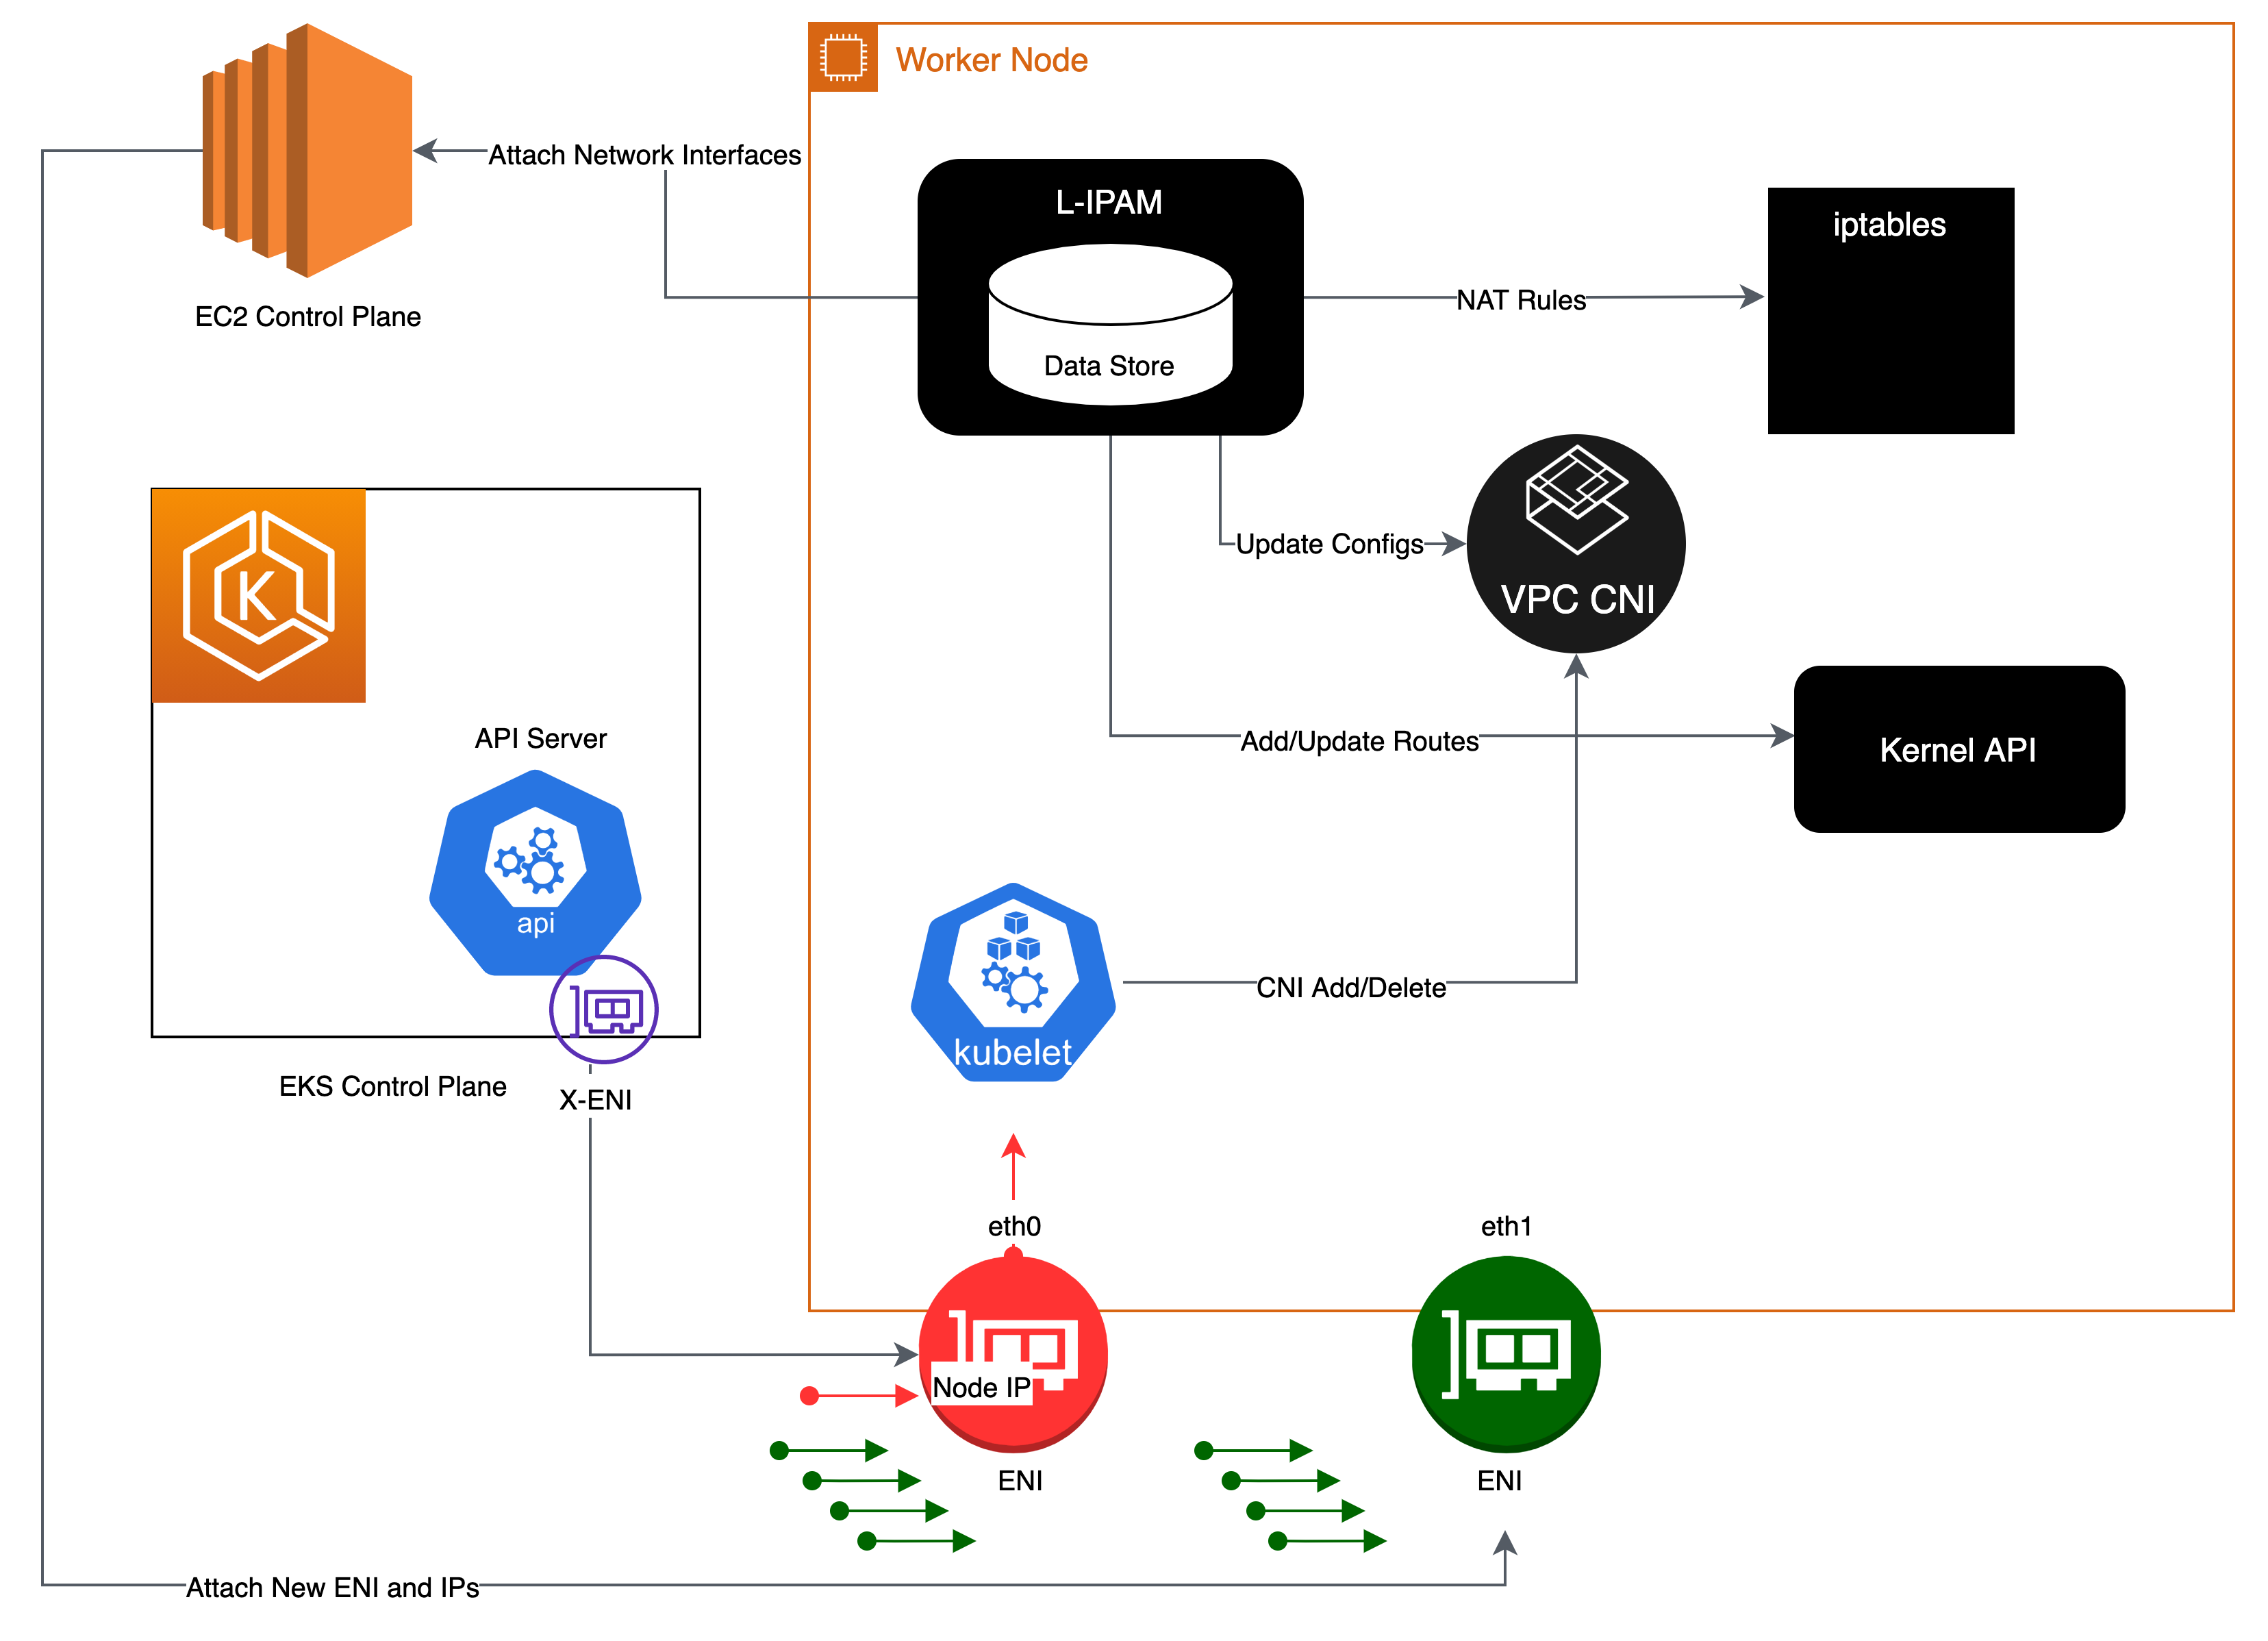 Worker Node
Attach Network Interfaces
L-IPAM
iptables
NAT Rules
EC2 Control Plane
Data Store
Update Configs
VPC CNI
K
API Server
Add/Update Routes
Kernel API
api
CNI Add/Delete
kubelet
EKS Control Plane
X-ENI
eth0
eth1
Node IP
ENI
ENI
Attach New ENI and IPs